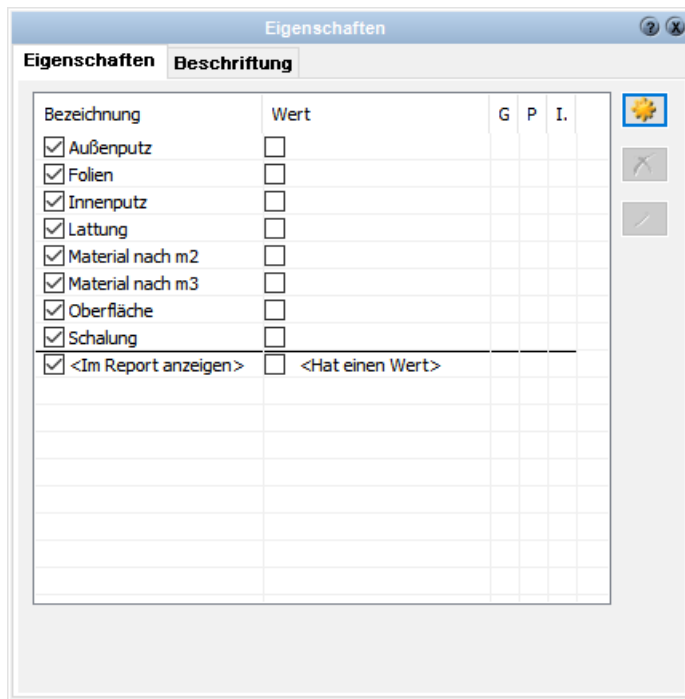 Eigenschaften
Eigenschaften Beschriftung
Bezeichnung Wert G P I.
Außenputz
Folien
Innenputz
Lattung
Material nach m2
Material nach m3
Oberfläche
Schalung
<Im Report anzeigen> <Hat einen Wert>